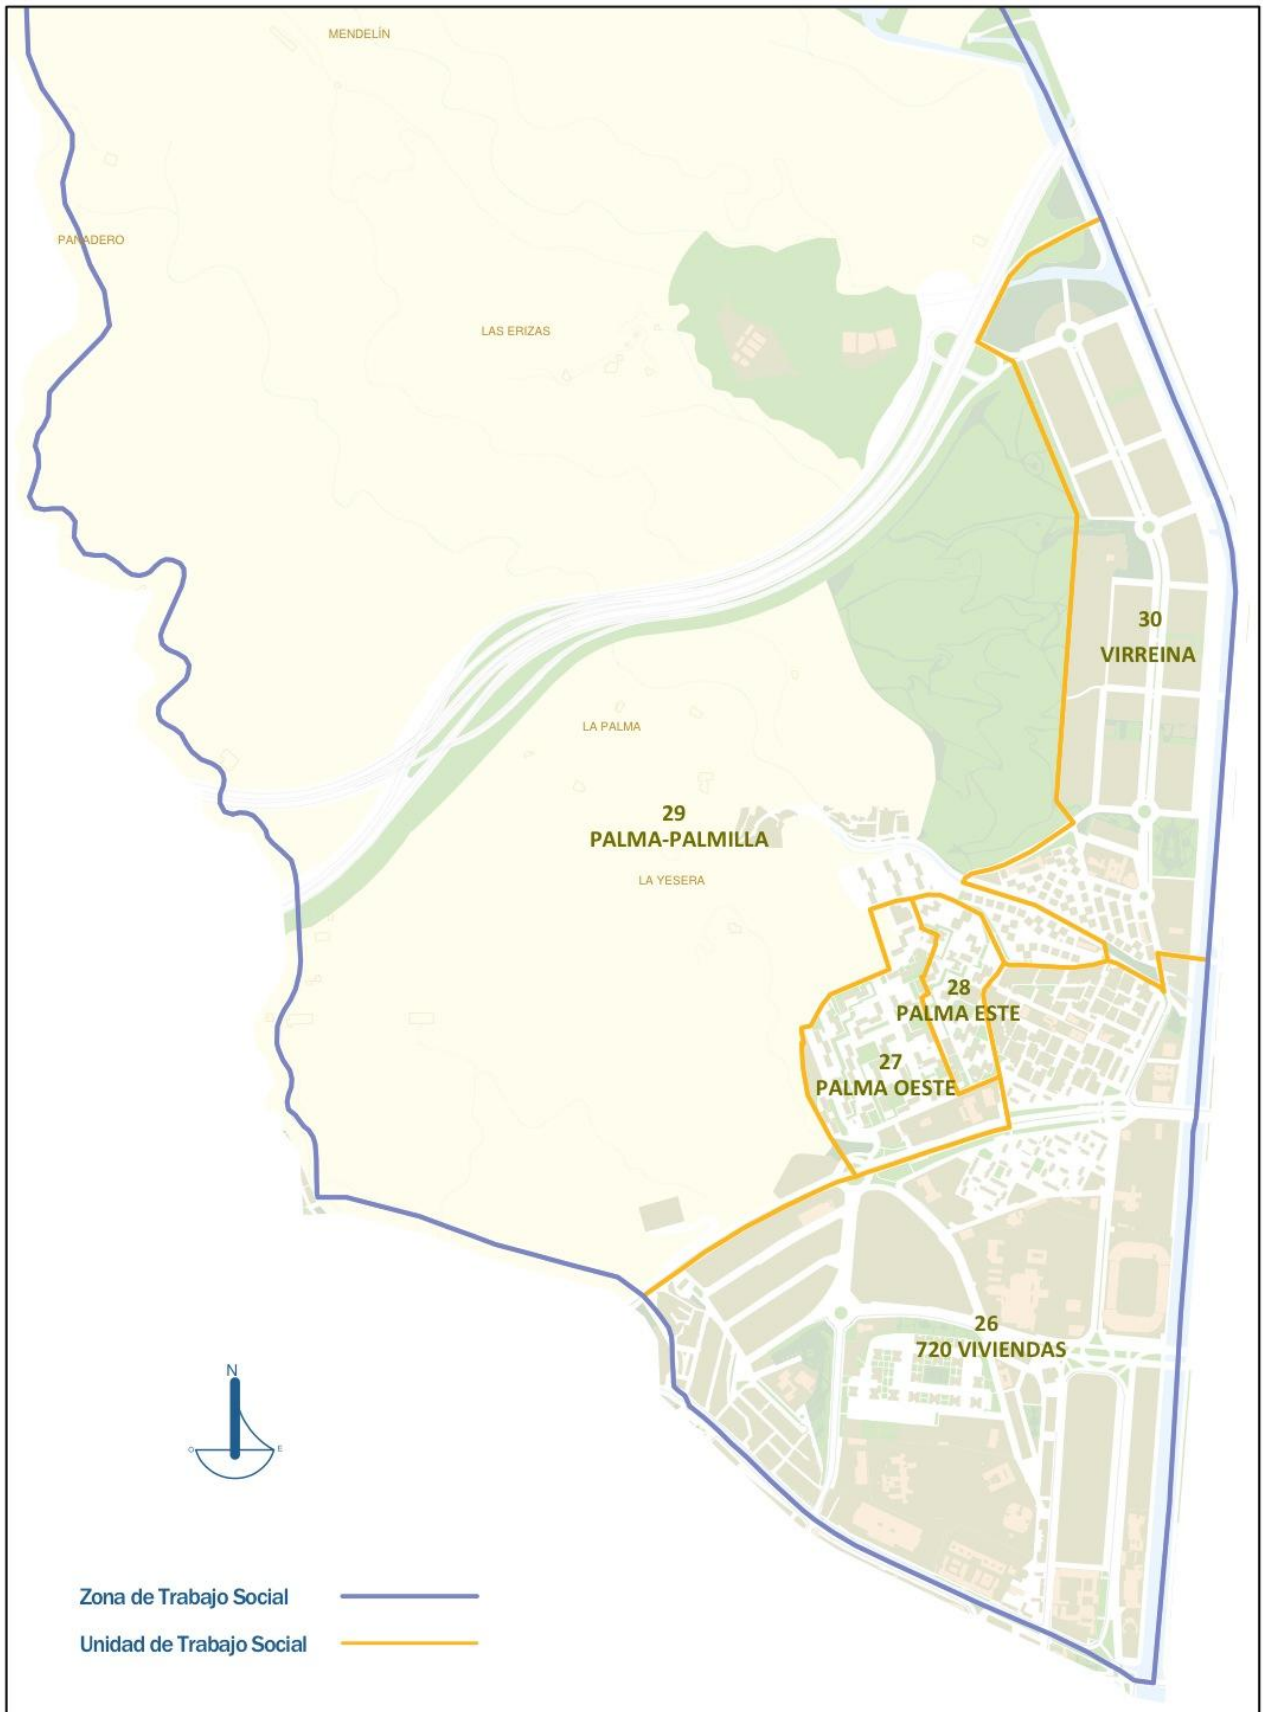 MENDELÍN
PANADERO
LAS ERIZAS
30
VIRREINA
LA PALMA
29
PALMA-PALMILLA
LA YESERA
28
PALMA ESTE
27
PALMA OESTE
26
720 VIVIENDAS
N
O E
Zona de Trabajo Social
Unidad de Trabajo Social